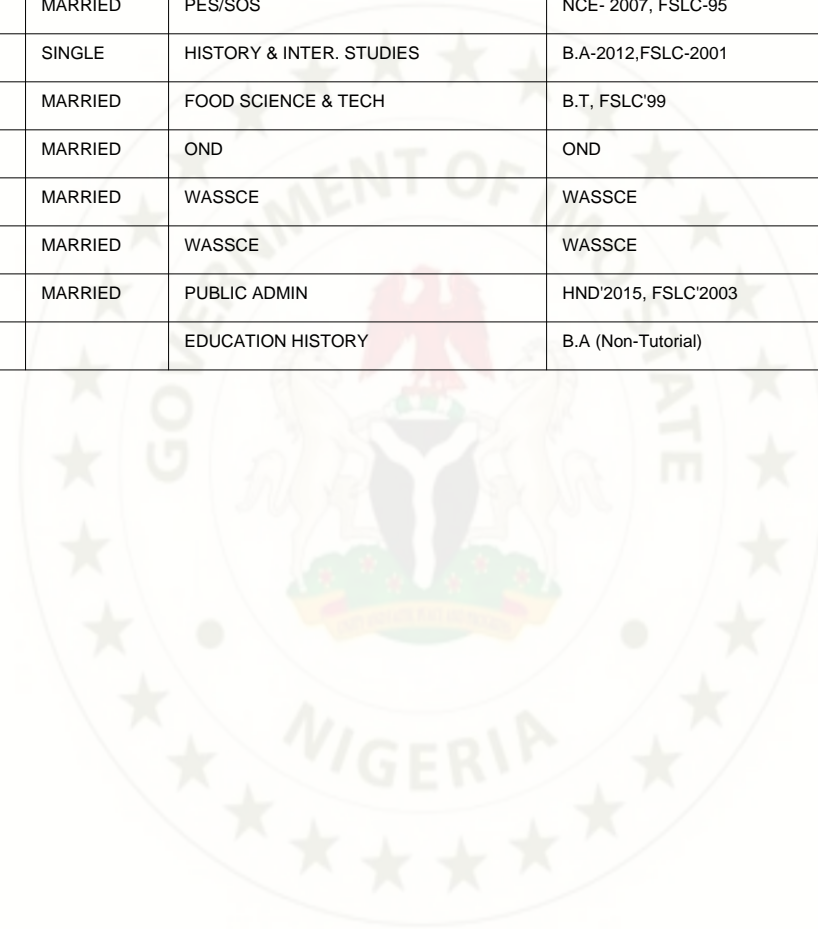 MARRIED PES/SOS NCE- 2007, FSLC-95
SINGLE HISTORY & INTER. STUDIES B.A-2012,FSLC-2001
MARRIED FOOD SCIENCE & TECH B.T, FSLC'99
MARRIED OND OND
MARRIED WASSCE WASSCE
MARRIED WASSCE WASSCE
MARRIED PUBLIC ADMIN HND'2015, FSLC'2003
EDUCATION HISTORY B.A (Non-Tutorial)
GOVERNMENT OF IMO STATE
NIGERIA